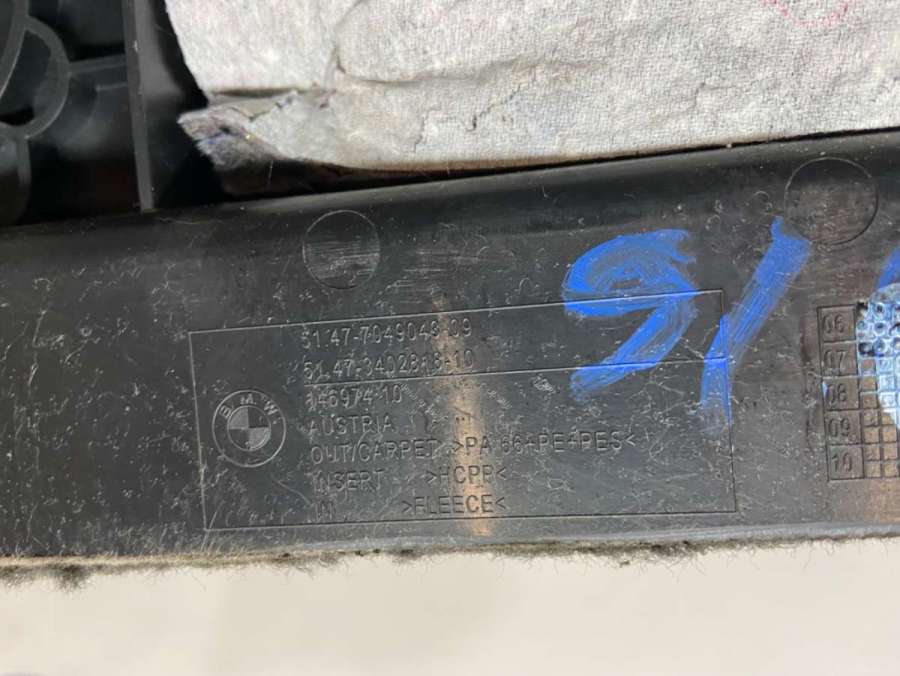 51.47-7049048-09
51.47-3402818-10
146974 10
AUSTRIA
OUT/CARPET >PA 66+PE+PES<
INSERT >HCPP<
IN >FLEECE<
BMW
91
06
07
08
09
10